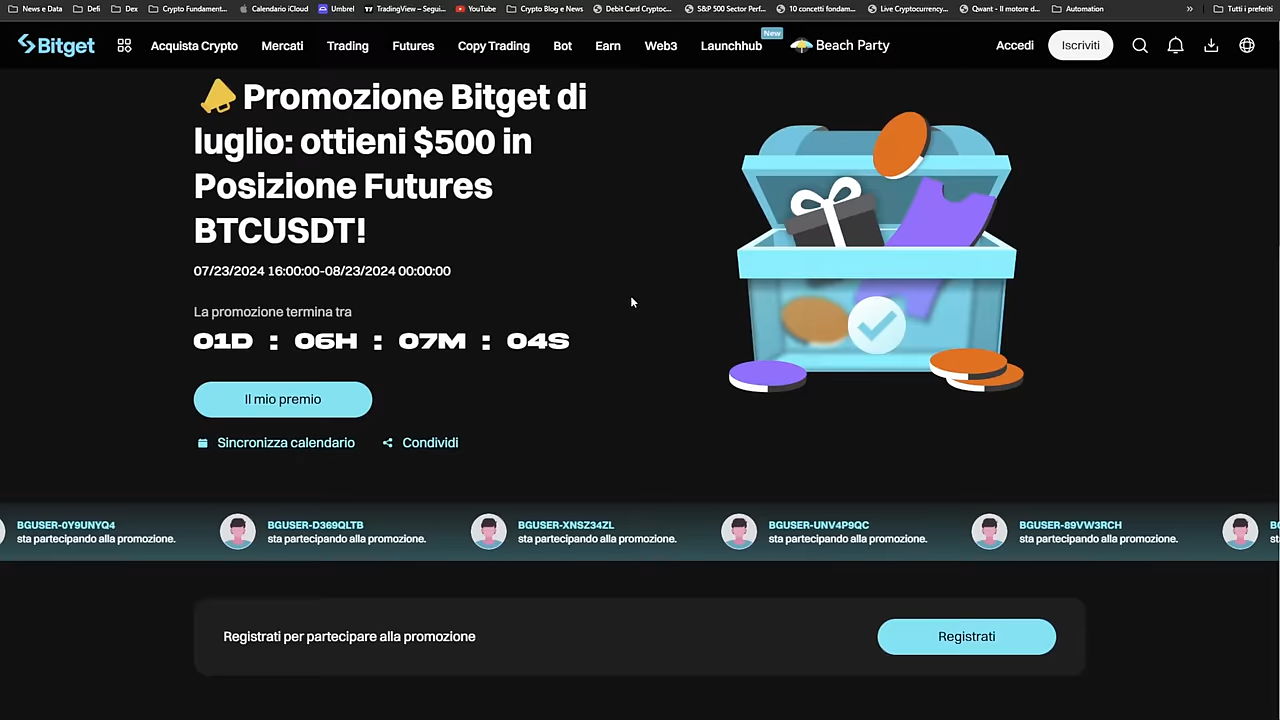 News e Data
Defi
Dex
Crypto Fundament...
Calendario iCloud
Umbrel
TradingView – Segui...
YouTube
Crypto Blog e News
Debit Card Cryptoc...
S&P 500 Sector Perf...
10 concetti fondam...
Live Cryptocurrency...
Qwant - Il motore d...
Automation
»
Tutti i preferiti
Bitget
Acquista Crypto
Mercati
Trading
Futures
Copy Trading
Bot
Earn
Web3
Launchhub
New
Beach Party
Accedi
Iscriviti
Promozione Bitget di
luglio: ottieni $500 in
Posizione Futures
BTCUSDT!
07/23/2024 16:00:00-08/23/2024 00:00:00
La promozione termina tra
01D : 06H : 07M : 04S
Il mio premio
Sincronizza calendario
Condividi
BGUSER-0Y9UNYQ4
sta partecipando alla promozione.
BGUSER-D369QLTB
sta partecipando alla promozione.
BGUSER-XNSZ34ZL
sta partecipando alla promozione.
BGUSER-UNV4P9QC
sta partecipando alla promozione.
BGUSER-89VW3RCH
sta partecipando alla promozione.
Registrati per partecipare alla promozione
Registrati